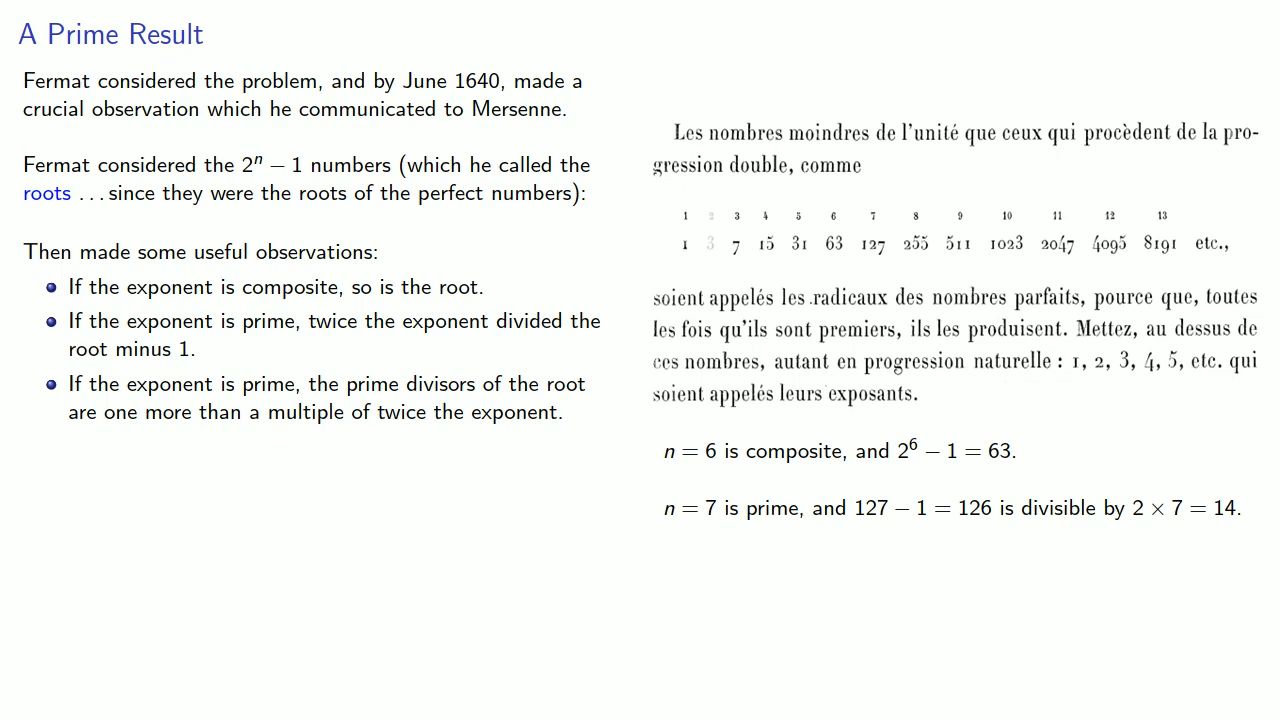 A Prime Result
Fermat considered the problem, and by June 1640, made a
crucial observation which he communicated to Mersenne.
Fermat considered the 2ⁿ − 1 numbers (which he called the
roots ...since they were the roots of the perfect numbers):
Then made some useful observations:
• If the exponent is composite, so is the root.
• If the exponent is prime, twice the exponent divided the
root minus 1.
• If the exponent is prime, the prime divisors of the root
are one more than a multiple of twice the exponent.
Les nombres moindres de l'unité que ceux qui procèdent de la pro-
gression double, comme
1 2 3 4 5 6 7 8 9 10 11 12 13
1 3 7 15 31 63 127 255 511 1023 2047 4095 8191 etc.,
soient appelés les radicaux des nombres parfaits, pource que, toutes
les fois qu'ils sont premiers, ils les produisent. Mettez, au dessus de
ces nombres, autant en progression naturelle : 1, 2, 3, 4, 5, etc. qui
soient appelés leurs exposants.
n = 6 is composite, and 2⁶ − 1 = 63.
n = 7 is prime, and 127 − 1 = 126 is divisible by 2 × 7 = 14.